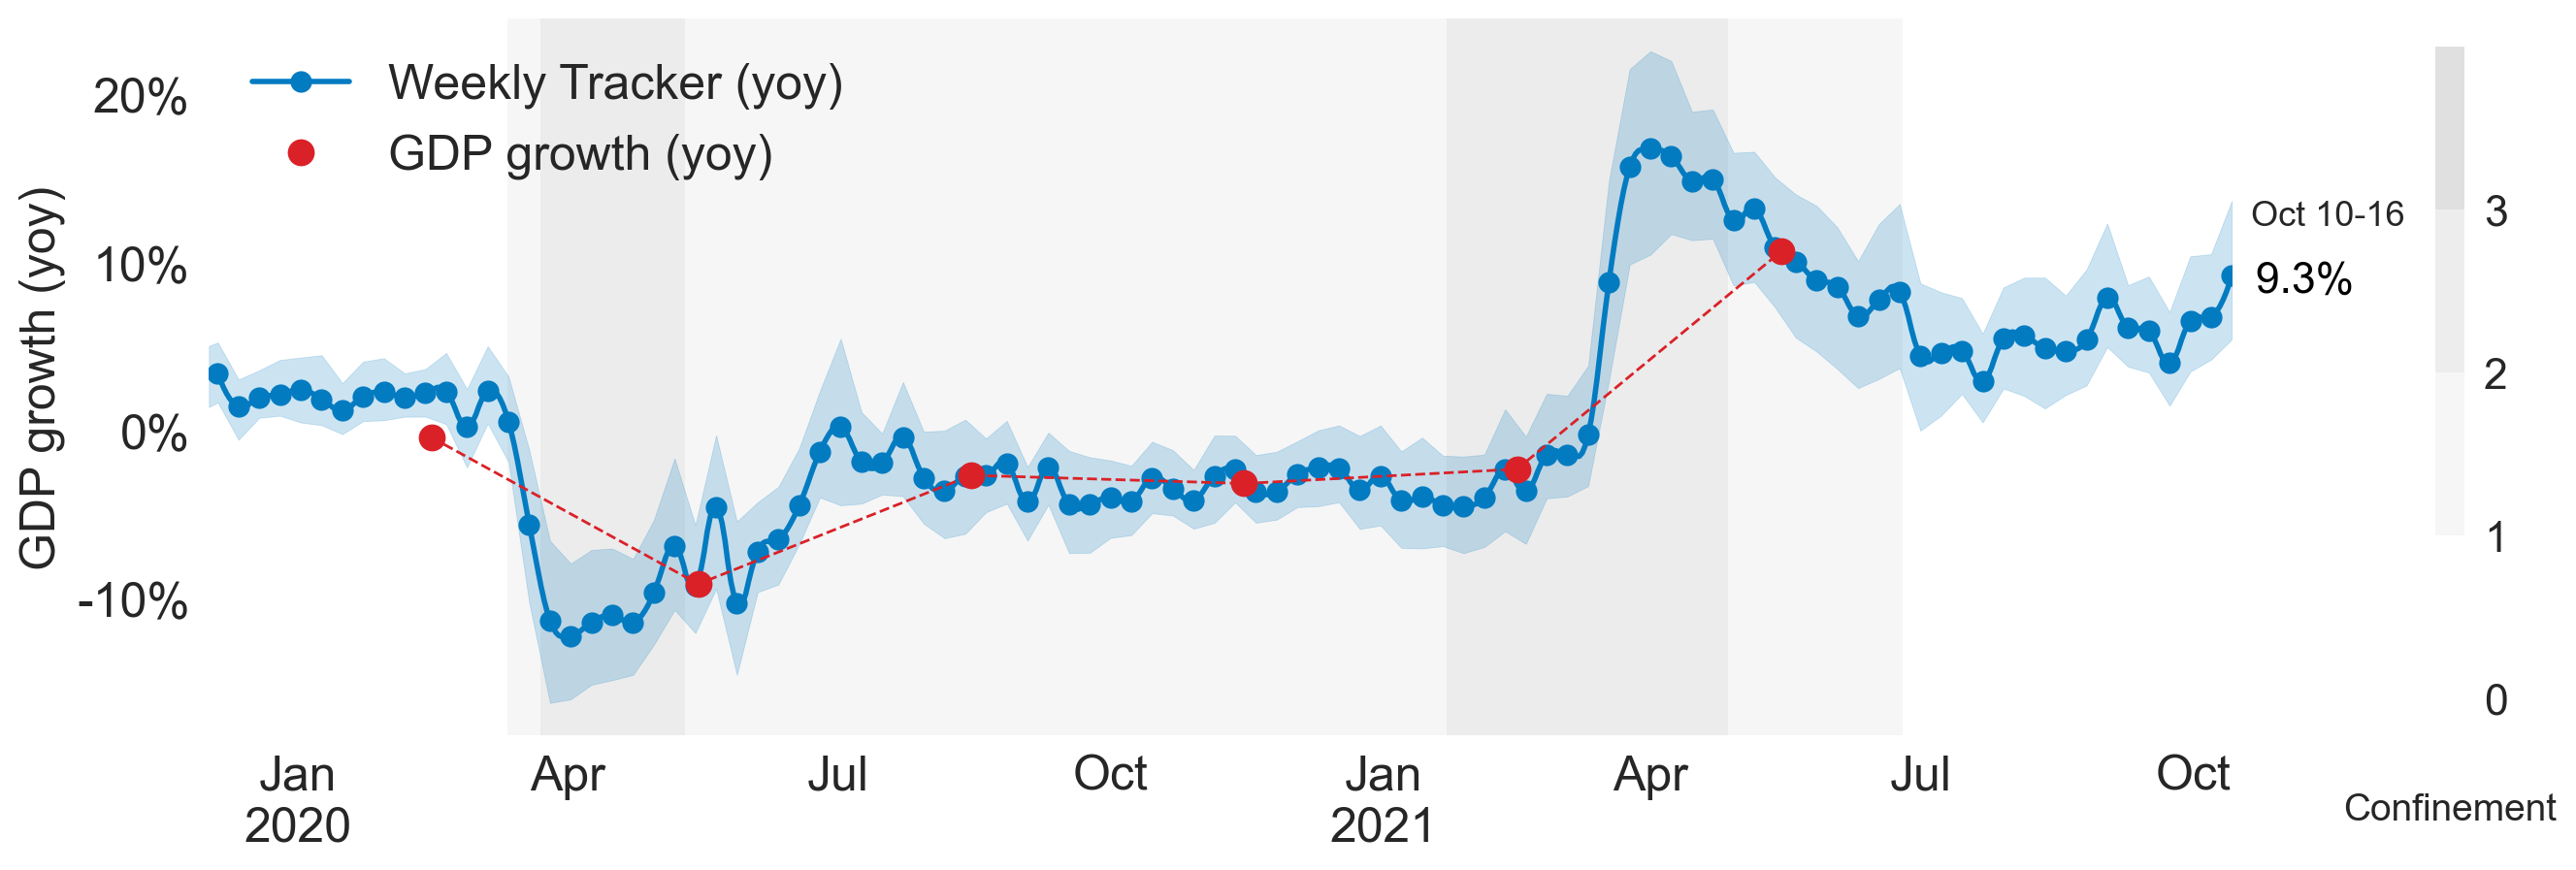 Weekly Tracker (yoy)
GDP growth (yoy)
GDP growth (yoy)
20%
10%
0%
-10%
Oct 10-16
9.3%
3
2
1
0
Confinement
Jan
2020
Apr
Jul
Oct
Jan
2021
Apr
Jul
Oct